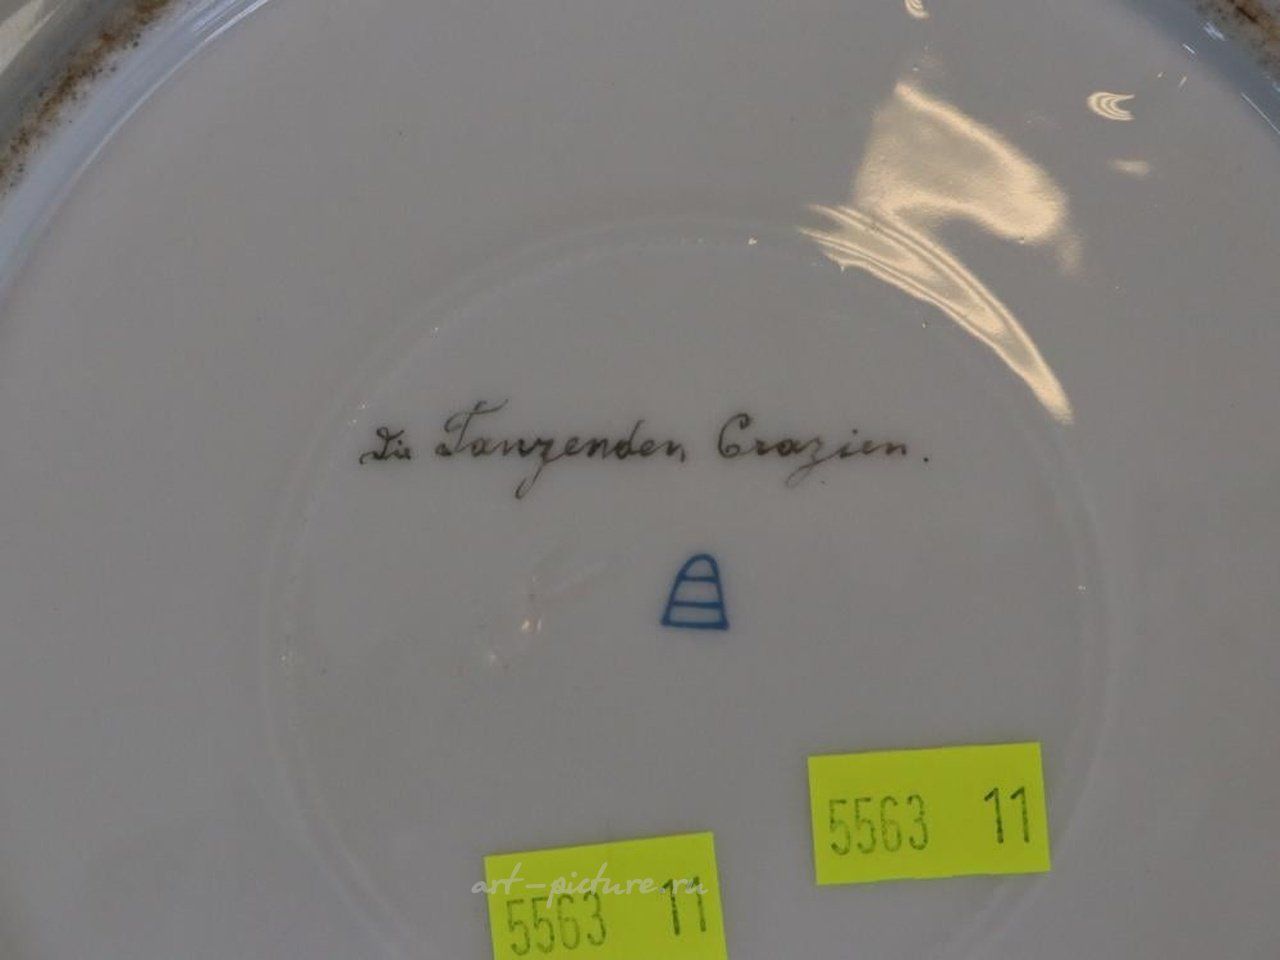 Die Tanzenden Grazien.
5563 11
art-picture.ru
5563 11